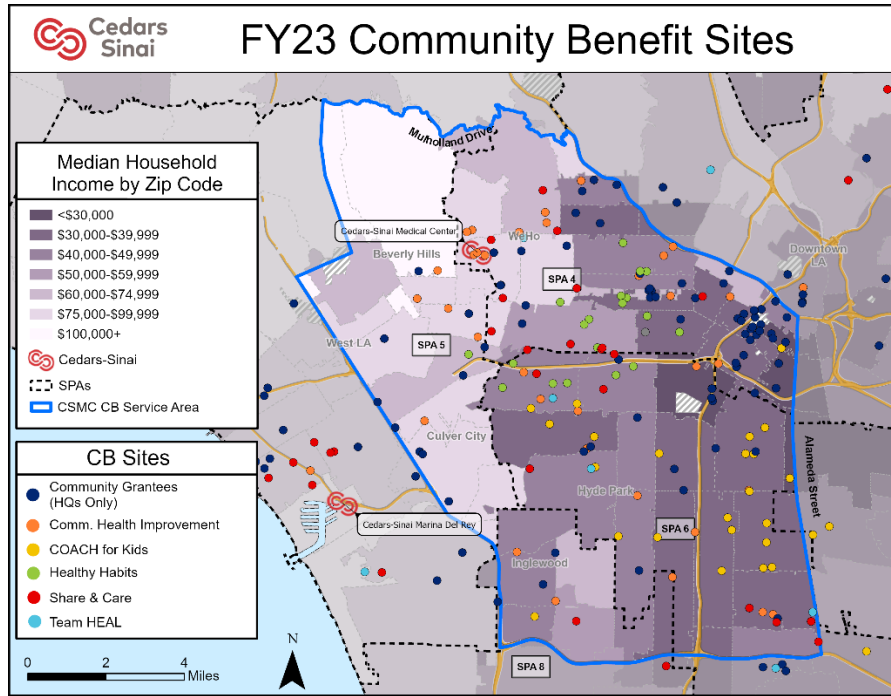 Cedars
Sinai
FY23 Community Benefit Sites
Median Household
Income by Zip Code
<$30,000
$30,000-$39,999
$40,000-$49,999
$50,000-$59,999
$60,000-$74,999
$75,000-$99,999
$100,000+
Cedars-Sinai
SPAs
CSMC CB Service Area
CB Sites
Community Grantees
(HQs Only)
Comm. Health Improvement
COACH for Kids
Healthy Habits
Share & Care
Team HEAL
0 2 4
Miles
N
Mulholland Drive
Cedars-Sinai Medical Center
WeHo
Beverly Hills
Downtown
LA
SPA 4
West LA
SPA 5
Culver City
Alameda Street
Hyde Park
Cedars-Sinai Marina Del Rey
SPA 6
Inglewood
SPA 8